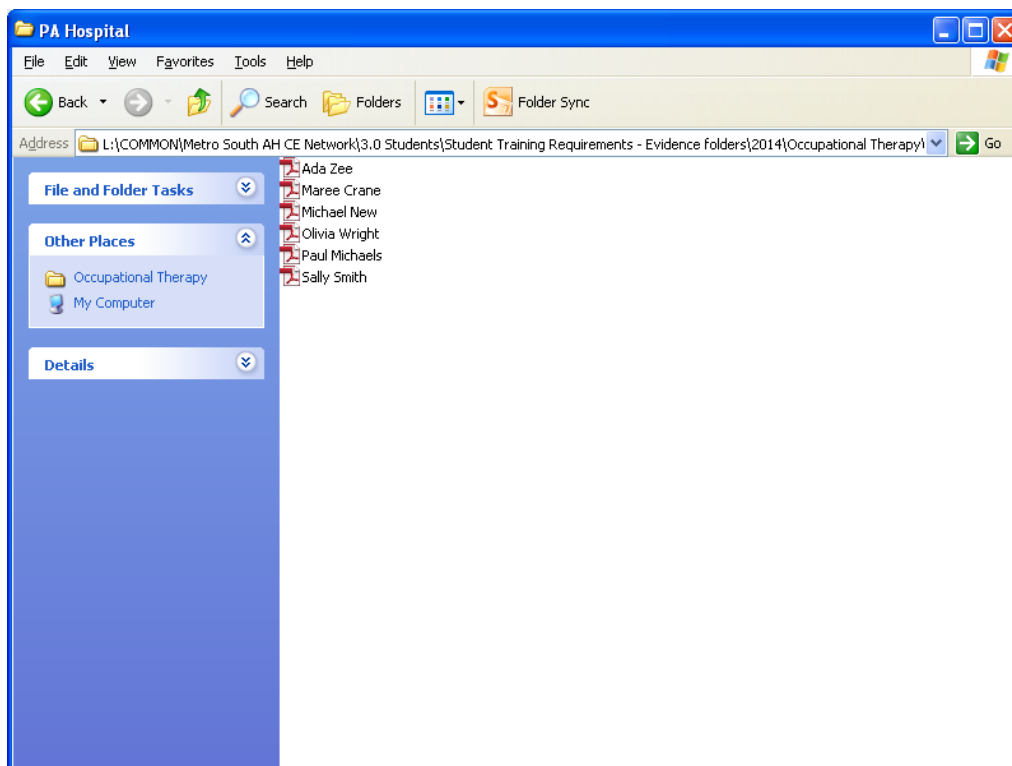 PA Hospital
File Edit View Favorites Tools Help
Back Search Folders Folder Sync
Address L:\COMMON\Metro South AH CE Network\3.0 Students\Student Training Requirements - Evidence folders\2014\Occupational Therapy\ Go
File and Folder Tasks
Other Places
Occupational Therapy
My Computer
Details
Ada Zee
Maree Crane
Michael New
Olivia Wright
Paul Michaels
Sally Smith